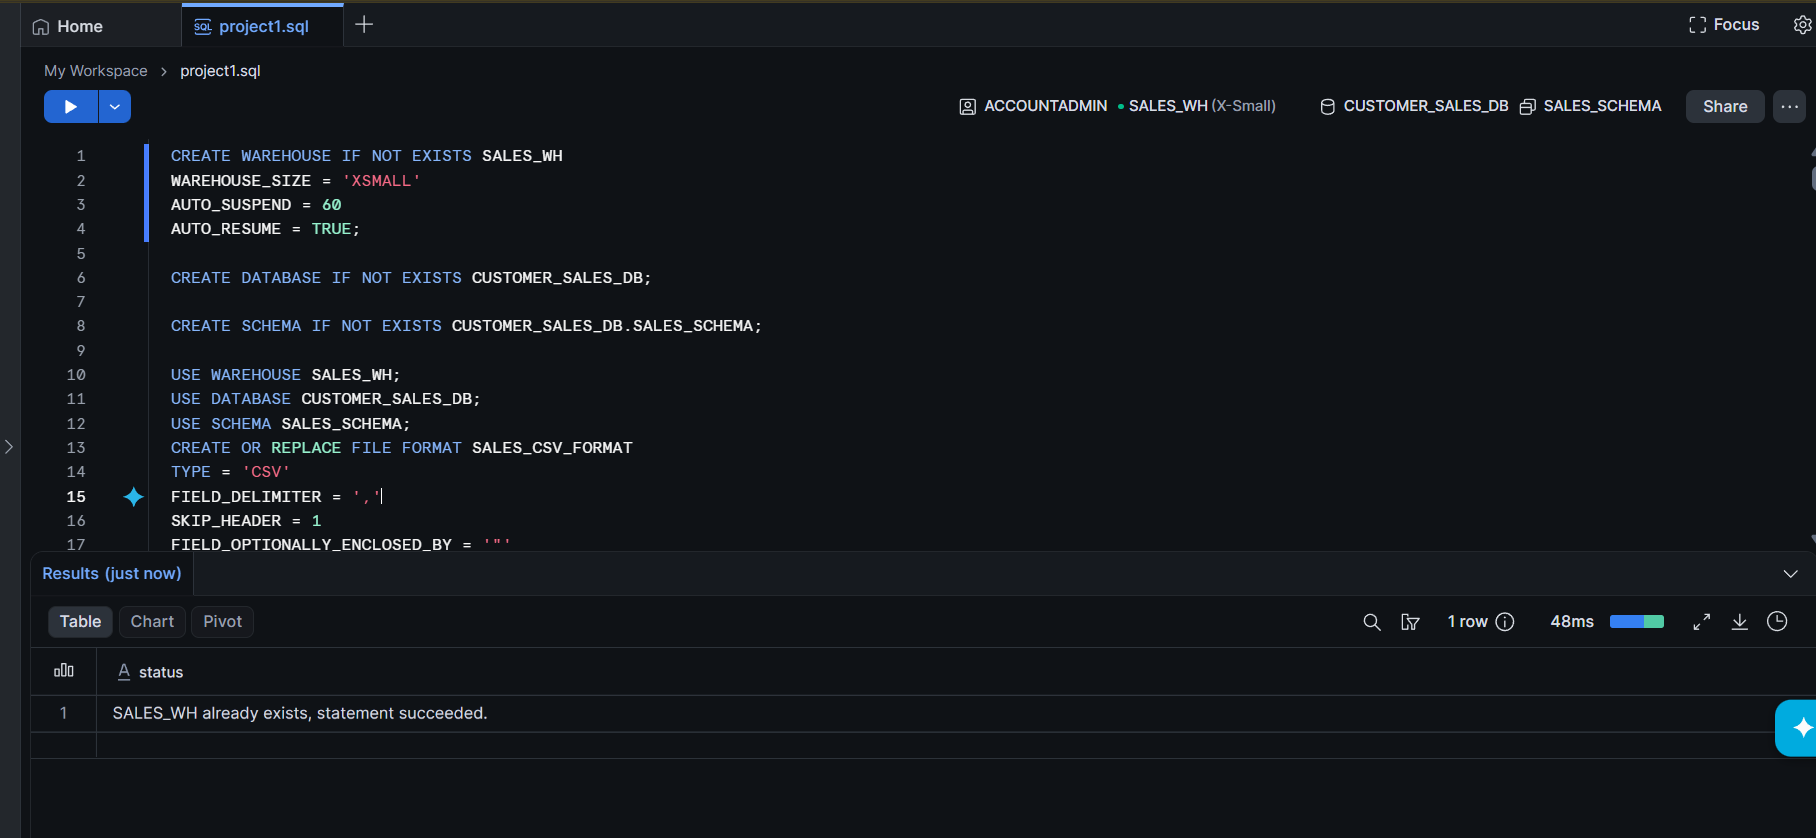 Home
SQL project1.sql
Focus
My Workspace > project1.sql
ACCOUNTADMIN SALES_WH (X-Small) CUSTOMER_SALES_DB SALES_SCHEMA Share ...
1 CREATE WAREHOUSE IF NOT EXISTS SALES_WH
2 WAREHOUSE_SIZE = 'XSMALL'
3 AUTO_SUSPEND = 60
4 AUTO_RESUME = TRUE;
5
6 CREATE DATABASE IF NOT EXISTS CUSTOMER_SALES_DB;
7
8 CREATE SCHEMA IF NOT EXISTS CUSTOMER_SALES_DB.SALES_SCHEMA;
9
10 USE WAREHOUSE SALES_WH;
11 USE DATABASE CUSTOMER_SALES_DB;
12 USE SCHEMA SALES_SCHEMA;
13 CREATE OR REPLACE FILE FORMAT SALES_CSV_FORMAT
14 TYPE = 'CSV'
15 FIELD_DELIMITER = ','
16 SKIP_HEADER = 1
17 FIELD_OPTIONALLY_ENCLOSED_BY = '"'
Results (just now)
Table Chart Pivot
1 row 48ms
A status
1 SALES_WH already exists, statement succeeded.